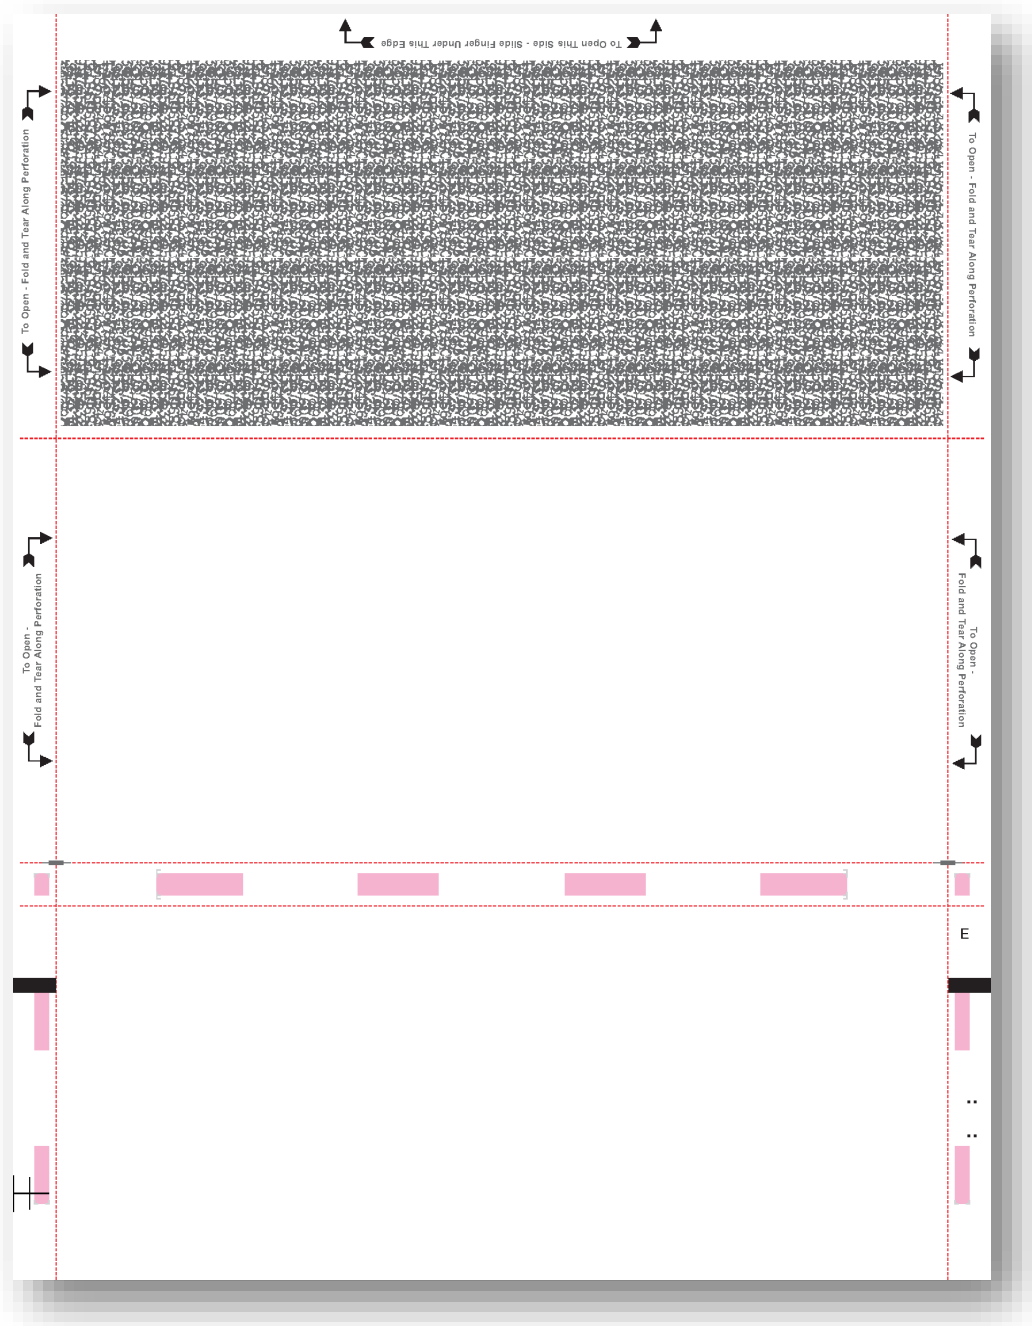 To Open This Side - Slide Finger Under This Edge
To Open - Fold and Tear Along Perforation
To Open - Fold and Tear Along Perforation
To Open -
Fold and Tear Along Perforation
To Open -
Fold and Tear Along Perforation
E